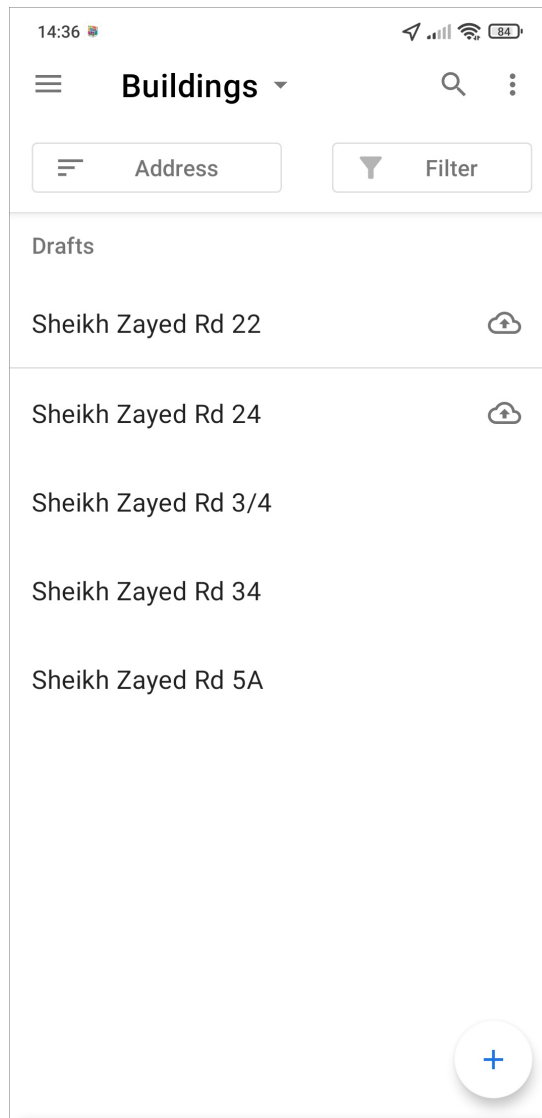 14:36
84
Buildings
Address
Filter
Drafts
Sheikh Zayed Rd 22
Sheikh Zayed Rd 24
Sheikh Zayed Rd 3/4
Sheikh Zayed Rd 34
Sheikh Zayed Rd 5A